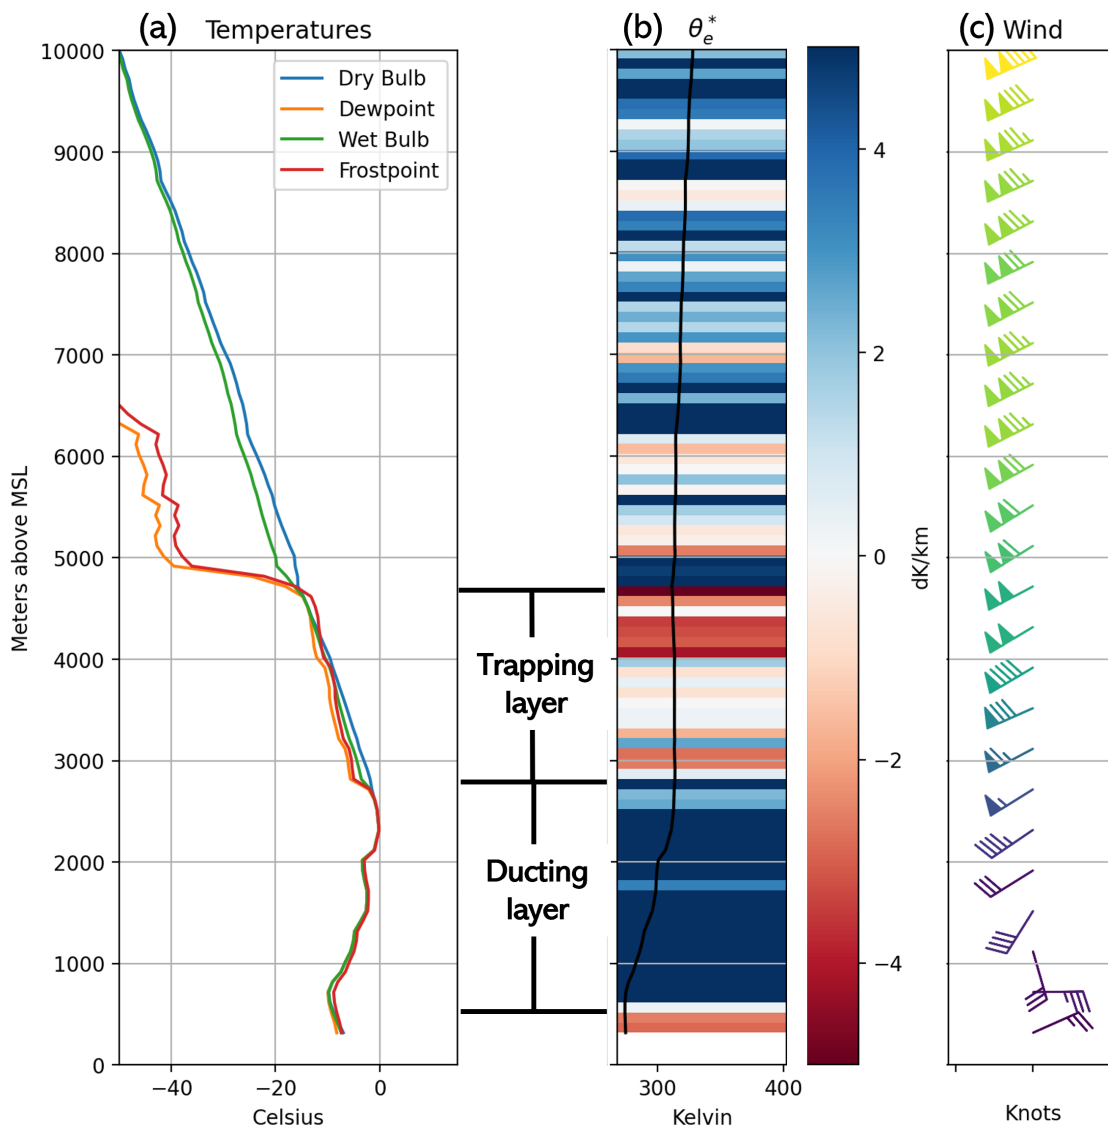 (a) Temperatures
(b) θe*
(c) Wind
10000
9000
8000
7000
6000
5000
4000
3000
2000
1000
0
Meters above MSL
Dry Bulb
Dewpoint
Wet Bulb
Frostpoint
−40
−20
0
Celsius
Trapping
layer
Ducting
layer
300
400
Kelvin
4
2
0
−2
−4
dK/km
Knots